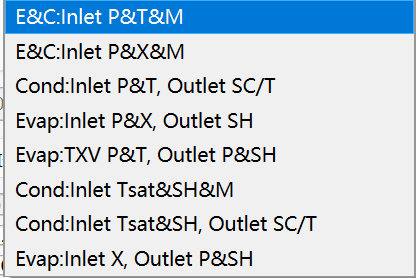 E&C:Inlet P&T&M
E&C:Inlet P&X&M
Cond:Inlet P&T, Outlet SC/T
Evap:Inlet P&X, Outlet SH
Evap:TXV P&T, Outlet P&SH
Cond:Inlet Tsat&SH&M
Cond:Inlet Tsat&SH, Outlet SC/T
Evap:Inlet X, Outlet P&SH